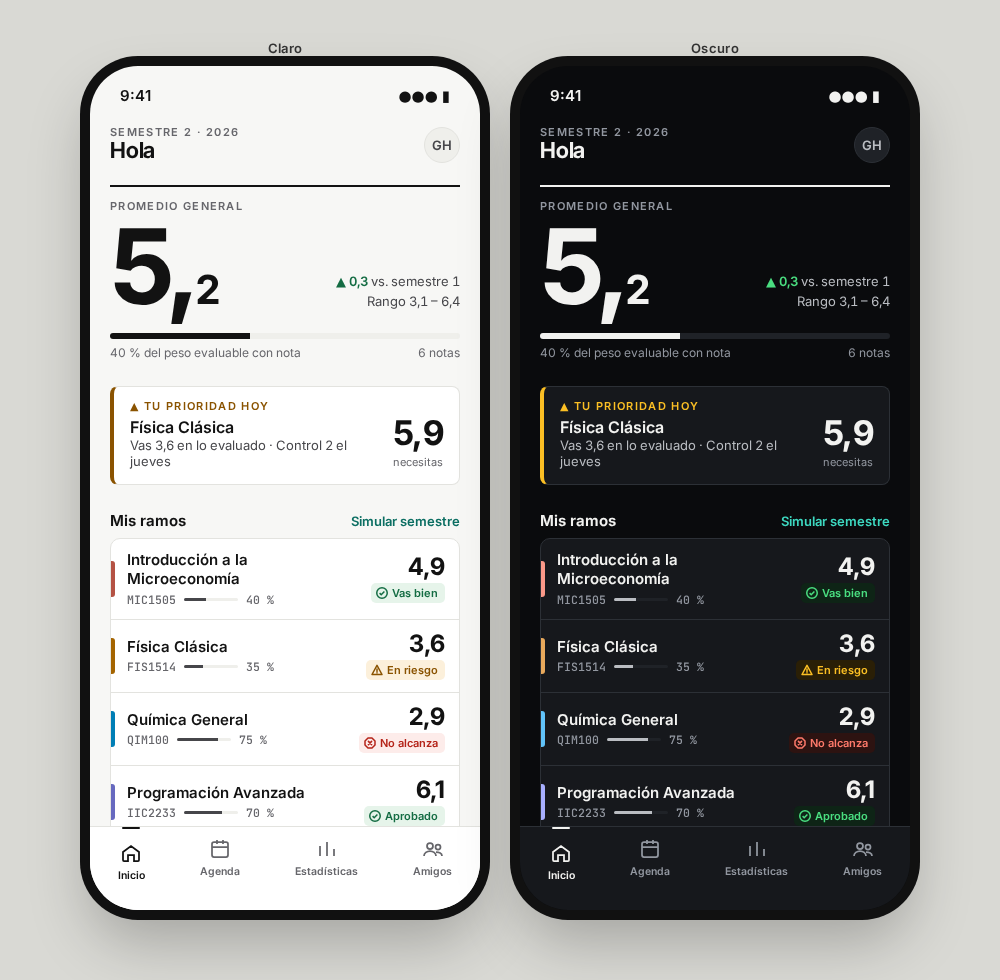 Claro
9:41
SEMESTRE 2 · 2026
Hola
GH
PROMEDIO GENERAL
5,2
▲ 0,3 vs. semestre 1
Rango 3,1 – 6,4
40 % del peso evaluable con nota
6 notas
▲ TU PRIORIDAD HOY
Física Clásica
Vas 3,6 en lo evaluado · Control 2 el
jueves
5,9
necesitas
Mis ramos
Simular semestre
Introducción a la
Microeconomía
MIC1505 40 %
4,9
Vas bien
Física Clásica
FIS1514 35 %
3,6
En riesgo
Química General
QIM100 75 %
2,9
No alcanza
Programación Avanzada
IIC2233 70 %
6,1
Aprobado
Inicio
Agenda
Estadísticas
Amigos
Oscuro
9:41
SEMESTRE 2 · 2026
Hola
GH
PROMEDIO GENERAL
5,2
▲ 0,3 vs. semestre 1
Rango 3,1 – 6,4
40 % del peso evaluable con nota
6 notas
▲ TU PRIORIDAD HOY
Física Clásica
Vas 3,6 en lo evaluado · Control 2 el
jueves
5,9
necesitas
Mis ramos
Simular semestre
Introducción a la
Microeconomía
MIC1505 40 %
4,9
Vas bien
Física Clásica
FIS1514 35 %
3,6
En riesgo
Química General
QIM100 75 %
2,9
No alcanza
Programación Avanzada
IIC2233 70 %
6,1
Aprobado
Inicio
Agenda
Estadísticas
Amigos